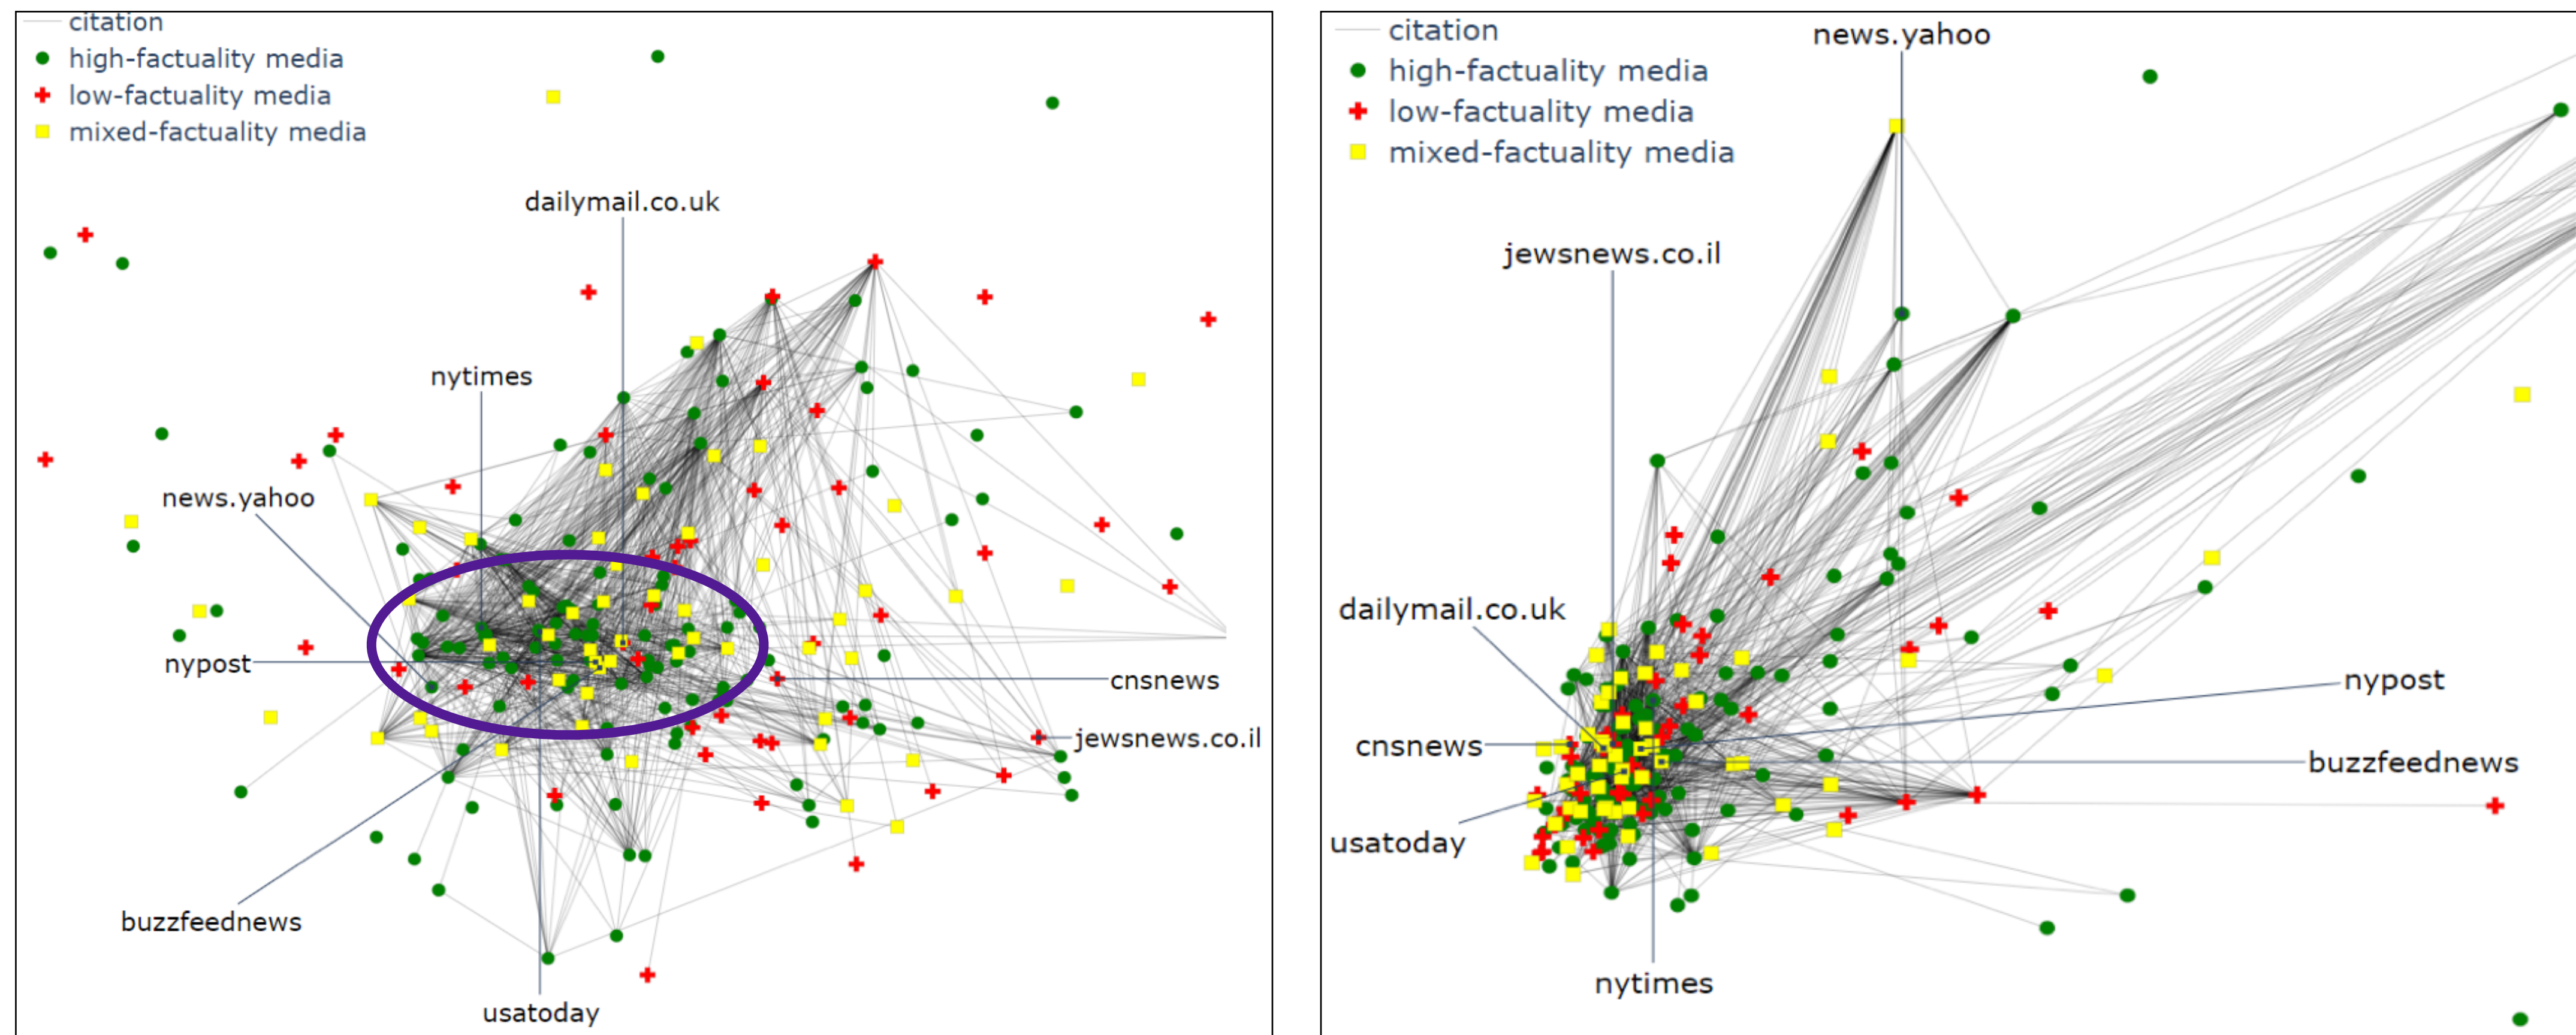 citation
high-factuality media
low-factuality media
mixed-factuality media
dailymail.co.uk
nytimes
news.yahoo
nypost
cnsnews
jewsnews.co.il
buzzfeednews
usatoday
citation
news.yahoo
high-factuality media
low-factuality media
mixed-factuality media
jewsnews.co.il
dailymail.co.uk
nypost
cnsnews
buzzfeednews
usatoday
nytimes